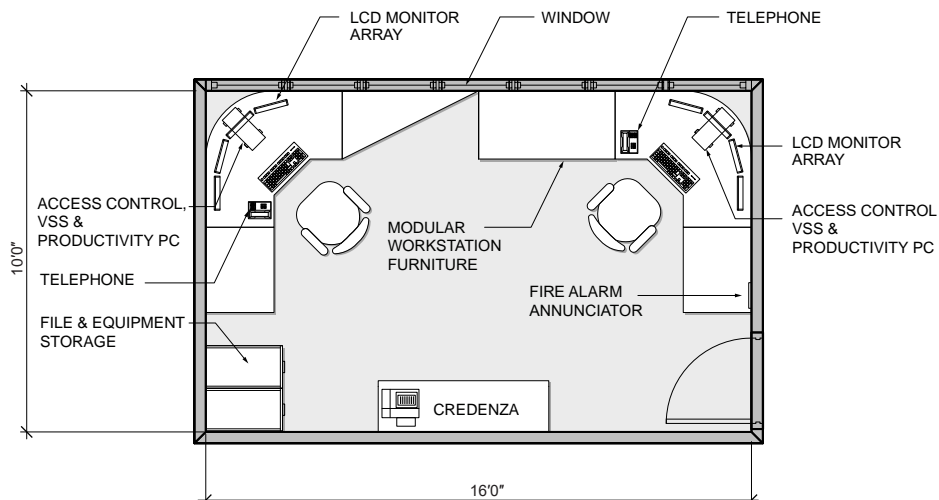 LCD MONITOR
ARRAY
WINDOW
TELEPHONE
LCD MONITOR
ARRAY
ACCESS CONTROL,
VSS &
PRODUCTIVITY PC
MODULAR
WORKSTATION
FURNITURE
ACCESS CONTROL
VSS &
PRODUCTIVITY PC
10′0″
TELEPHONE
FIRE ALARM
ANNUNCIATOR
FILE & EQUIPMENT
STORAGE
CREDENZA
16′0″